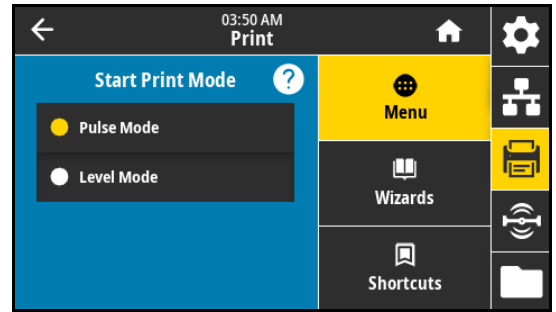 03:50 AM
Print
Start Print Mode ?
Pulse Mode
Level Mode
Menu
Wizards
Shortcuts